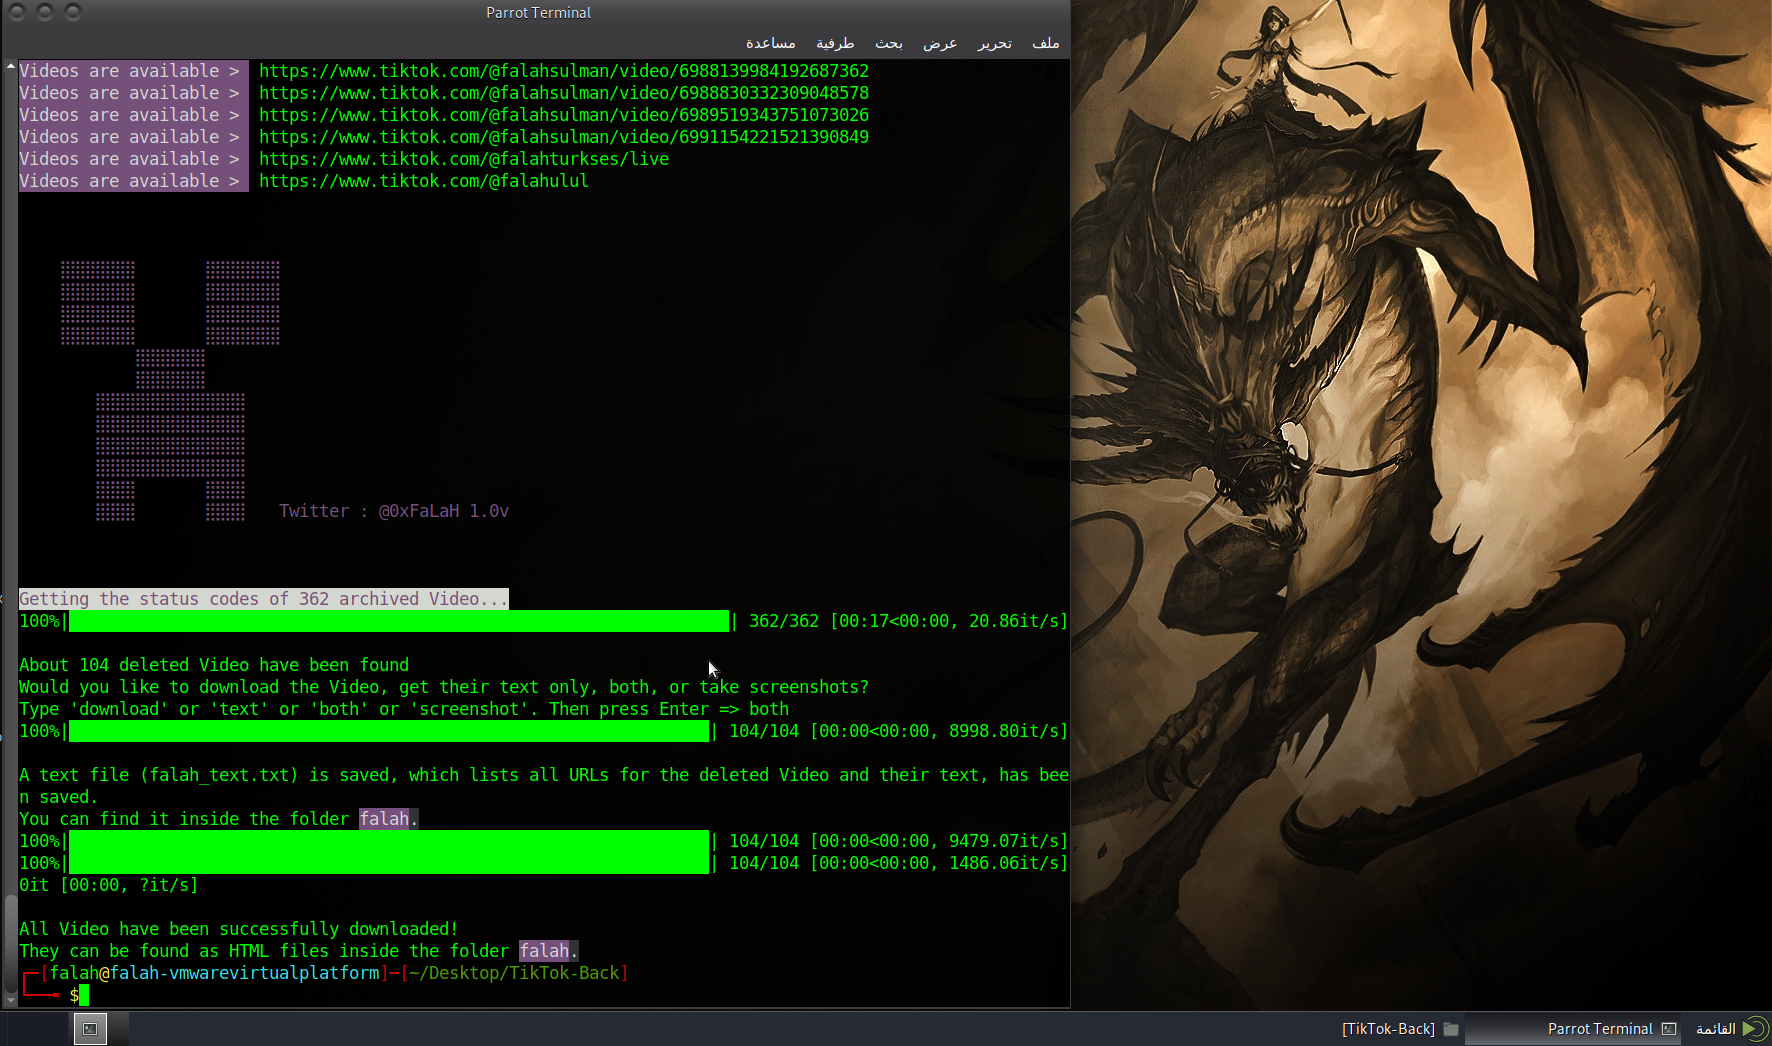 Parrot Terminal
ملف تحرير عرض بحث طرفية مساعدة
Videos are available > https://www.tiktok.com/@falahsulman/video/6988139984192687362
Videos are available > https://www.tiktok.com/@falahsulman/video/6988830332309048578
Videos are available > https://www.tiktok.com/@falahsulman/video/6989519343751073026
Videos are available > https://www.tiktok.com/@falahsulman/video/6991154221521390849
Videos are available > https://www.tiktok.com/@falahturkses/live
Videos are available > https://www.tiktok.com/@falahulul
Twitter : @0xFaLaH 1.0v
Getting the status codes of 362 archived Video...
100%| | 362/362 [00:17<00:00, 20.86it/s]
About 104 deleted Video have been found
Would you like to download the Video, get their text only, both, or take screenshots?
Type 'download' or 'text' or 'both' or 'screenshot'. Then press Enter => both
100%| | 104/104 [00:00<00:00, 8998.80it/s]
A text file (falah_text.txt) is saved, which lists all URLs for the deleted Video and their text, has bee
n saved.
You can find it inside the folder falah.
100%| | 104/104 [00:00<00:00, 9479.07it/s]
100%| | 104/104 [00:00<00:00, 1486.06it/s]
0it [00:00, ?it/s]
All Video have been successfully downloaded!
They can be found as HTML files inside the folder falah.
[falah@falah-vmwarevirtualplatform]-[~/Desktop/TikTok-Back]
$
[TikTok-Back] Parrot Terminal القائمة